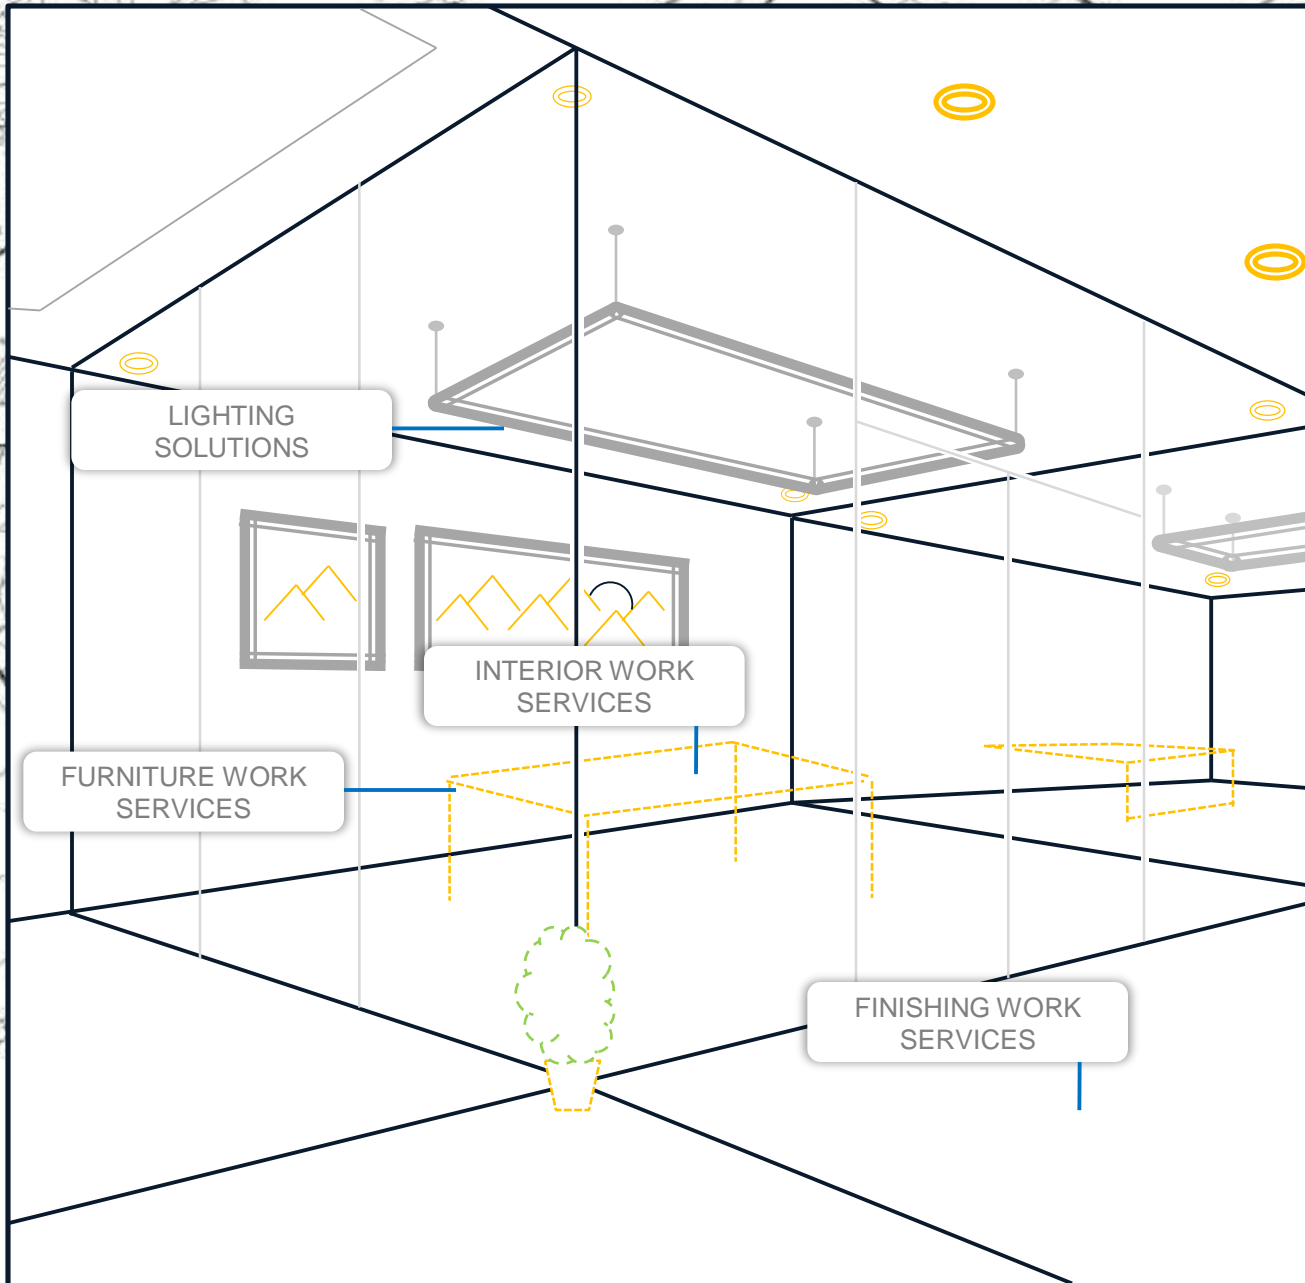 LIGHTING
SOLUTIONS
INTERIOR WORK
SERVICES
FURNITURE WORK
SERVICES
FINISHING WORK
SERVICES